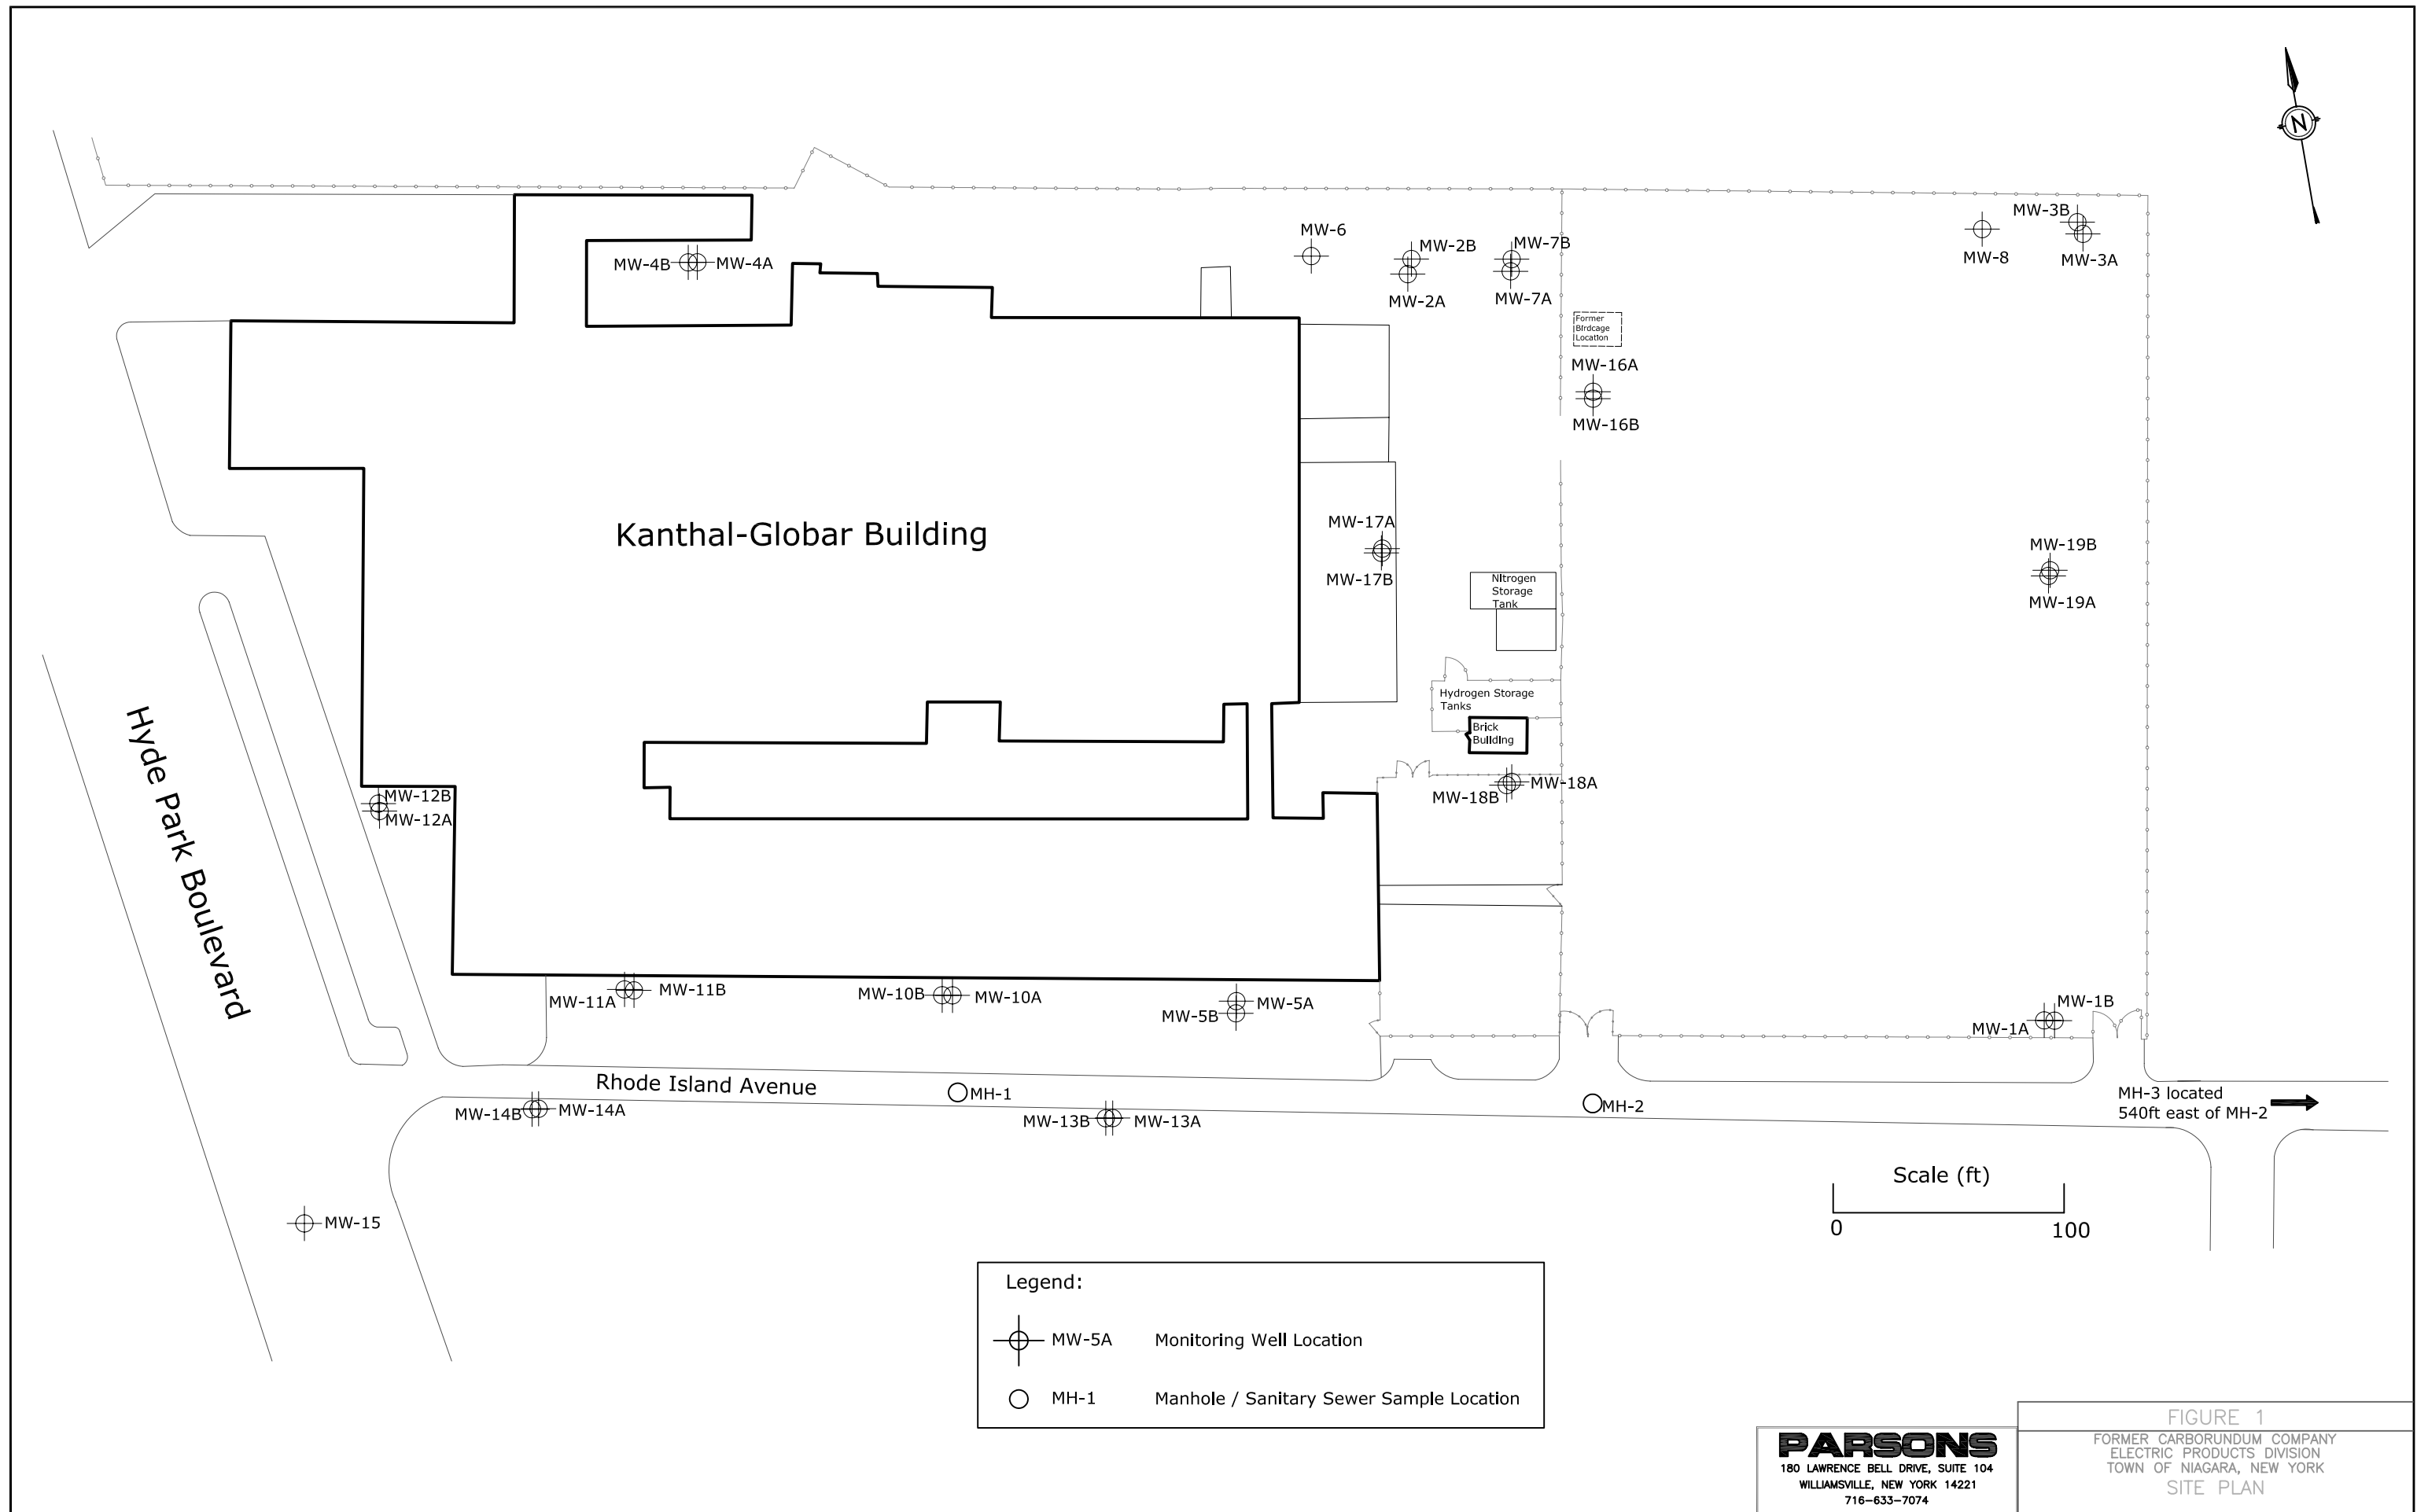 N
MW-3B
MW-6
MW-2B
MW-7B
MW-8
MW-3A
MW-4B
MW-4A
MW-2A
MW-7A
Former
Birdcage
Location
MW-16A
MW-16B
Kanthal-Globar Building
MW-17A
MW-17B
MW-19B
MW-19A
Nitrogen
Storage
Tank
Hydrogen Storage
Tanks
Brick
Building
Hyde Park Boulevard
MW-12B
MW-12A
MW-18A
MW-18B
MW-11A
MW-11B
MW-10B
MW-10A
MW-5A
MW-5B
MW-1B
MW-1A
Rhode Island Avenue
MH-1
MH-2
MH-3 located
540ft east of MH-2
MW-14B
MW-14A
MW-13B
MW-13A
MW-15
Scale (ft)
0
100
Legend:
MW-5A Monitoring Well Location
MH-1 Manhole / Sanitary Sewer Sample Location
PARSONS
180 LAWRENCE BELL DRIVE, SUITE 104
WILLIAMSVILLE, NEW YORK 14221
716-633-7074
FIGURE 1
FORMER CARBORUNDUM COMPANY
ELECTRIC PRODUCTS DIVISION
TOWN OF NIAGARA, NEW YORK
SITE PLAN